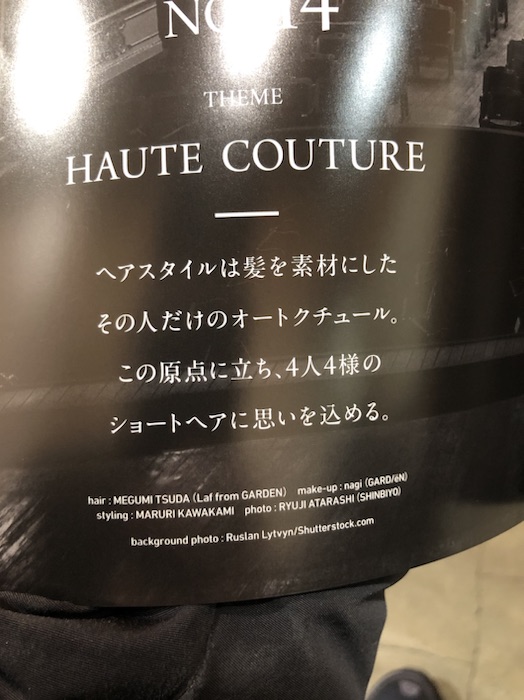 NO. 14
THEME
HAUTE COUTURE
ヘアスタイルは髪を素材にした
その人だけのオートクチュール。
この原点に立ち、4人4様の
ショートヘアに思いを込める。
hair : MEGUMI TSUDA (Laf from GARDEN) make-up : nagi (GARD/ëN)
styling : MARURI KAWAKAMI photo : RYUJI ATARASHI (SHINBIYO)
background photo : Ruslan Lytvyn/Shutterstock.com